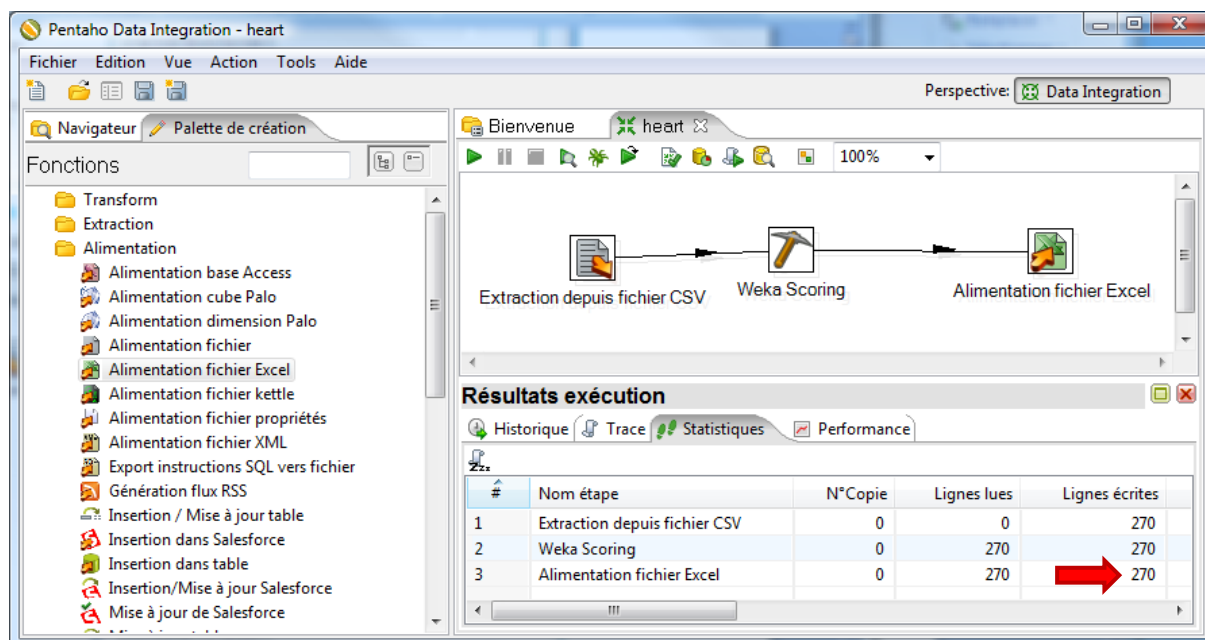 Pentaho Data Integration - heart
Fichier Edition Vue Action Tools Aide
Perspective: Data Integration
Navigateur Palette de création
Fonctions
Transform
Extraction
Alimentation
Alimentation base Access
Alimentation cube Palo
Alimentation dimension Palo
Alimentation fichier
Alimentation fichier Excel
Alimentation fichier kettle
Alimentation fichier propriétés
Alimentation fichier XML
Export instructions SQL vers fichier
Génération flux RSS
Insertion / Mise à jour table
Insertion dans Salesforce
Insertion dans table
Insertion/Mise à jour Salesforce
Mise à jour de Salesforce
Bienvenue heart
100%
Extraction depuis fichier CSV
Weka Scoring
Alimentation fichier Excel
Résultats exécution
Historique Trace Statistiques Performance
# Nom étape N°Copie Lignes lues Lignes écrites
1 Extraction depuis fichier CSV 0 0 270
2 Weka Scoring 0 270 270
3 Alimentation fichier Excel 0 270 270